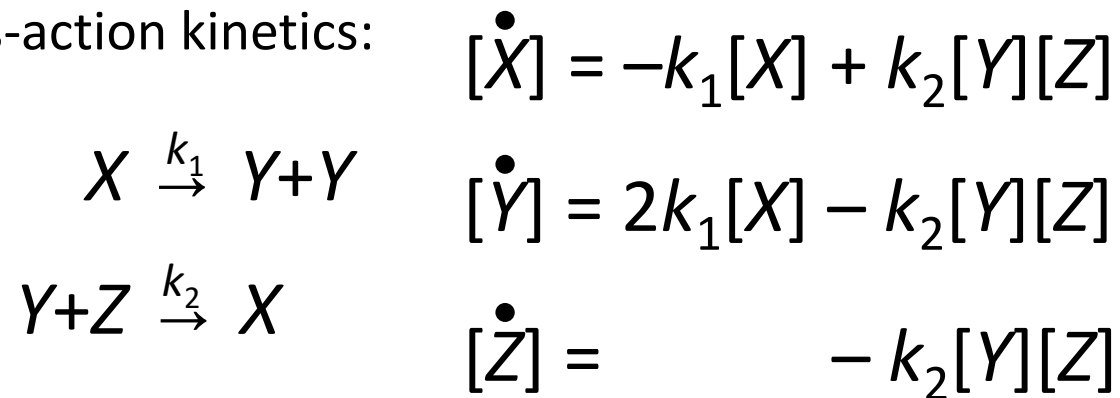 -action kinetics:
[Ẋ] = –k₁[X] + k₂[Y][Z]
X →k₁ Y+Y
[Ẏ] = 2k₁[X] – k₂[Y][Z]
Y+Z →k₂ X
[Ż] = – k₂[Y][Z]